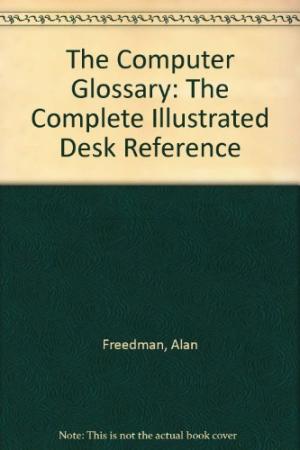 The Computer
Glossary: The
Complete Illustrated
Desk Reference
Freedman, Alan
Note: This is not the actual book cover